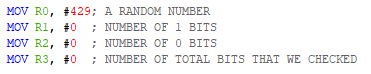 MOV R0, #429; A RANDOM NUMBER
MOV R1, #0 ; NUMBER OF 1 BITS
MOV R2, #0 ; NUMBER OF 0 BITS
MOV R3, #0 ; NUMBER OF TOTAL BITS THAT WE CHECKED